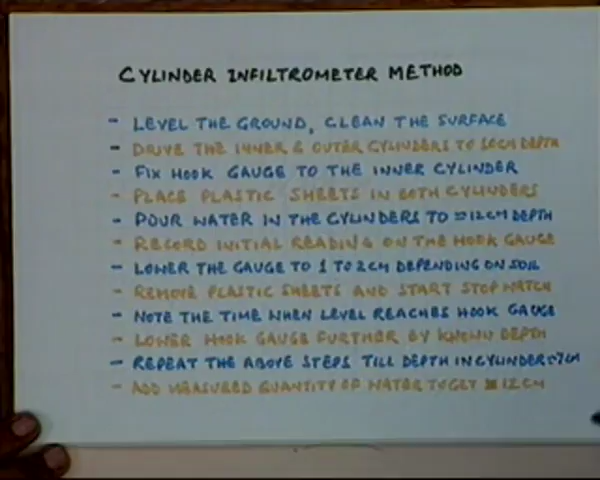 CYLINDER INFILTROMETER METHOD
- LEVEL THE GROUND, CLEAN THE SURFACE
- DRIVE THE INNER & OUTER CYLINDERS TO 10CM DEPTH
- FIX HOOK GAUGE TO THE INNER CYLINDER
- PLACE PLASTIC SHEETS IN BOTH CYLINDERS
- POUR WATER IN THE CYLINDERS TO ≈12CM DEPTH
- RECORD INITIAL READING ON THE HOOK GAUGE
- LOWER THE GAUGE TO 1 TO 2CM DEPENDING ON SOIL
- REMOVE PLASTIC SHEETS AND START STOP WATCH
- NOTE THE TIME WHEN LEVEL REACHES HOOK GAUGE
- LOWER HOOK GAUGE FURTHER BY KNOWN DEPTH
- REPEAT THE ABOVE STEPS TILL DEPTH IN CYLINDER ≈7CM
- ADD MEASURED QUANTITY OF WATER TO GET ≈12CM